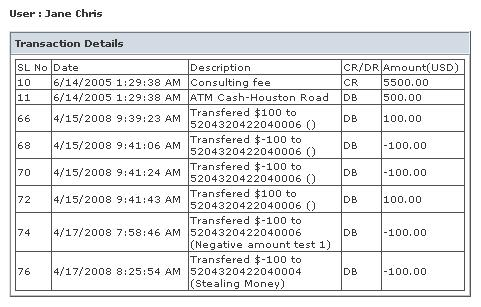 User : Jane Chris
Transaction Details
SL No Date Description CR/DR Amount(USD)
10 6/14/2005 1:29:38 AM Consulting fee CR 5500.00
11 6/14/2005 1:29:38 AM ATM Cash-Houston Road DB 500.00
66 4/15/2008 9:39:23 AM Transfered $100 to 5204320422040006 () DB 100.00
68 4/15/2008 9:41:06 AM Transfered $-100 to 5204320422040006 () DB -100.00
70 4/15/2008 9:41:24 AM Transfered $-100 to 5204320422040006 () DB -100.00
72 4/15/2008 9:41:43 AM Transfered $100 to 5204320422040006 () DB 100.00
74 4/17/2008 7:58:46 AM Transfered $-100 to 5204320422040006 (Negative amount test 1) DB -100.00
76 4/17/2008 8:25:54 AM Transfered $-100 to 5204320422040004 (Stealing Money) DB -100.00